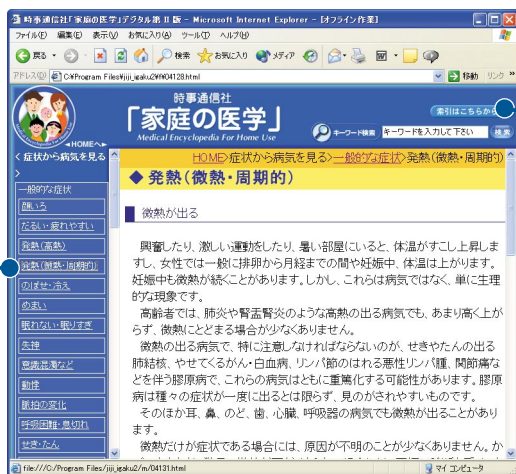 時事通信社「家庭の医学」デジタル第 II 版 - Microsoft Internet Explorer - [オフライン作業]
ファイル(F) 編集(E) 表示(V) お気に入り(A) ツール(T) ヘルプ(H)
戻る 検索 お気に入り メディア
アドレス(D) C:¥Program Files¥jiji_igaku2¥f¥04128.html 移動 リンク »
時事通信社
「家庭の医学」
Medical Encyclopedia For Home Use
索引はこちらから
キーワード検索 キーワードを入力して下さい 検索
◄HOMEへ►
< 症状から病気を見る >
一般的な症状
顔いろ
だるい・疲れやすい
発熱(高熱)
発熱(微熱・周期的)
のぼせ・冷え
めまい
眠れない・眠りすぎ
失神
意識混濁など
動悸
脈拍の変化
呼吸困難・息切れ
せき・たん
HOME>症状から病気を見る>一般的な症状>発熱(微熱・周期的)
◆ 発熱(微熱・周期的)
微熱が出る
興奮したり、激しい運動をしたり、暑い部屋にいると、体温がすこし上昇しま
すし、女性では一般に排卵から月経までの間や妊娠中、体温は上がります。
妊娠中も微熱が続くことがあります。しかし、これらは病気ではなく、単に生理
的な現象です。
高齢者では、肺炎や腎盂腎炎のような高熱の出る病気でも、あまり高く上が
らず、微熱にとどまる場合が少なくありません。
微熱の出る病気で、特に注意しなければならないのが、せきやたんの出る
肺結核、やせてくるがん・白血病、リンパ節のはれる悪性リンパ腫、関節痛な
どを伴う膠原病で、これらの病気はともに重篤化する可能性があります。膠原
病は種々の症状が一度に出るとは限らず、見のがされやすいものです。
そのほか耳、鼻、のど、歯、心臓、呼吸器の病気でも微熱が出ることがあり
ます。
微熱だけが症状である場合には、原因が不明のことが少なくありません。か
file:///C:/Program Files/jiji_igaku2/m/04131.html マイ コンピュータ